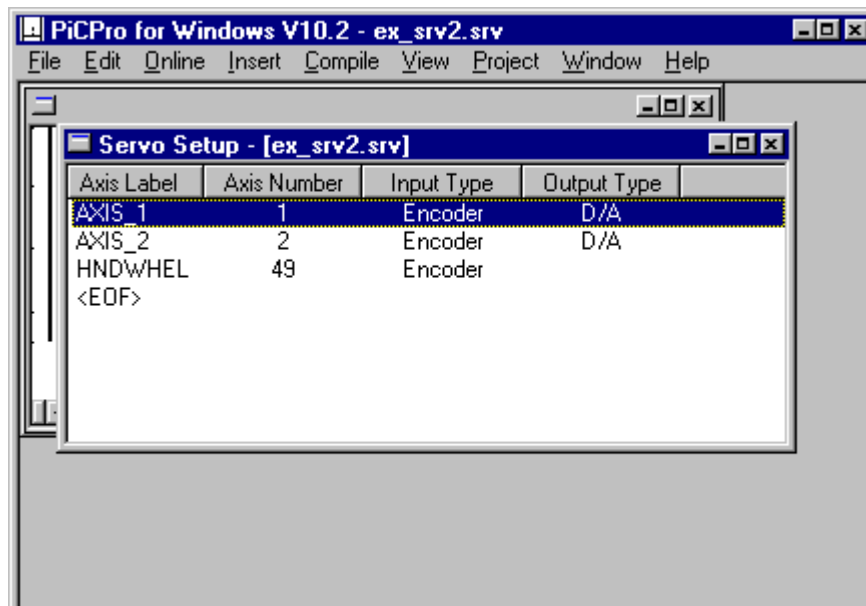 PiCPro for Windows V10.2 - ex_srv2.srv
File Edit Online Insert Compile View Project Window Help
Servo Setup - [ex_srv2.srv]
Axis Label Axis Number Input Type Output Type
AXIS_1 1 Encoder D/A
AXIS_2 2 Encoder D/A
HNDWHEL 49 Encoder
<EOF>